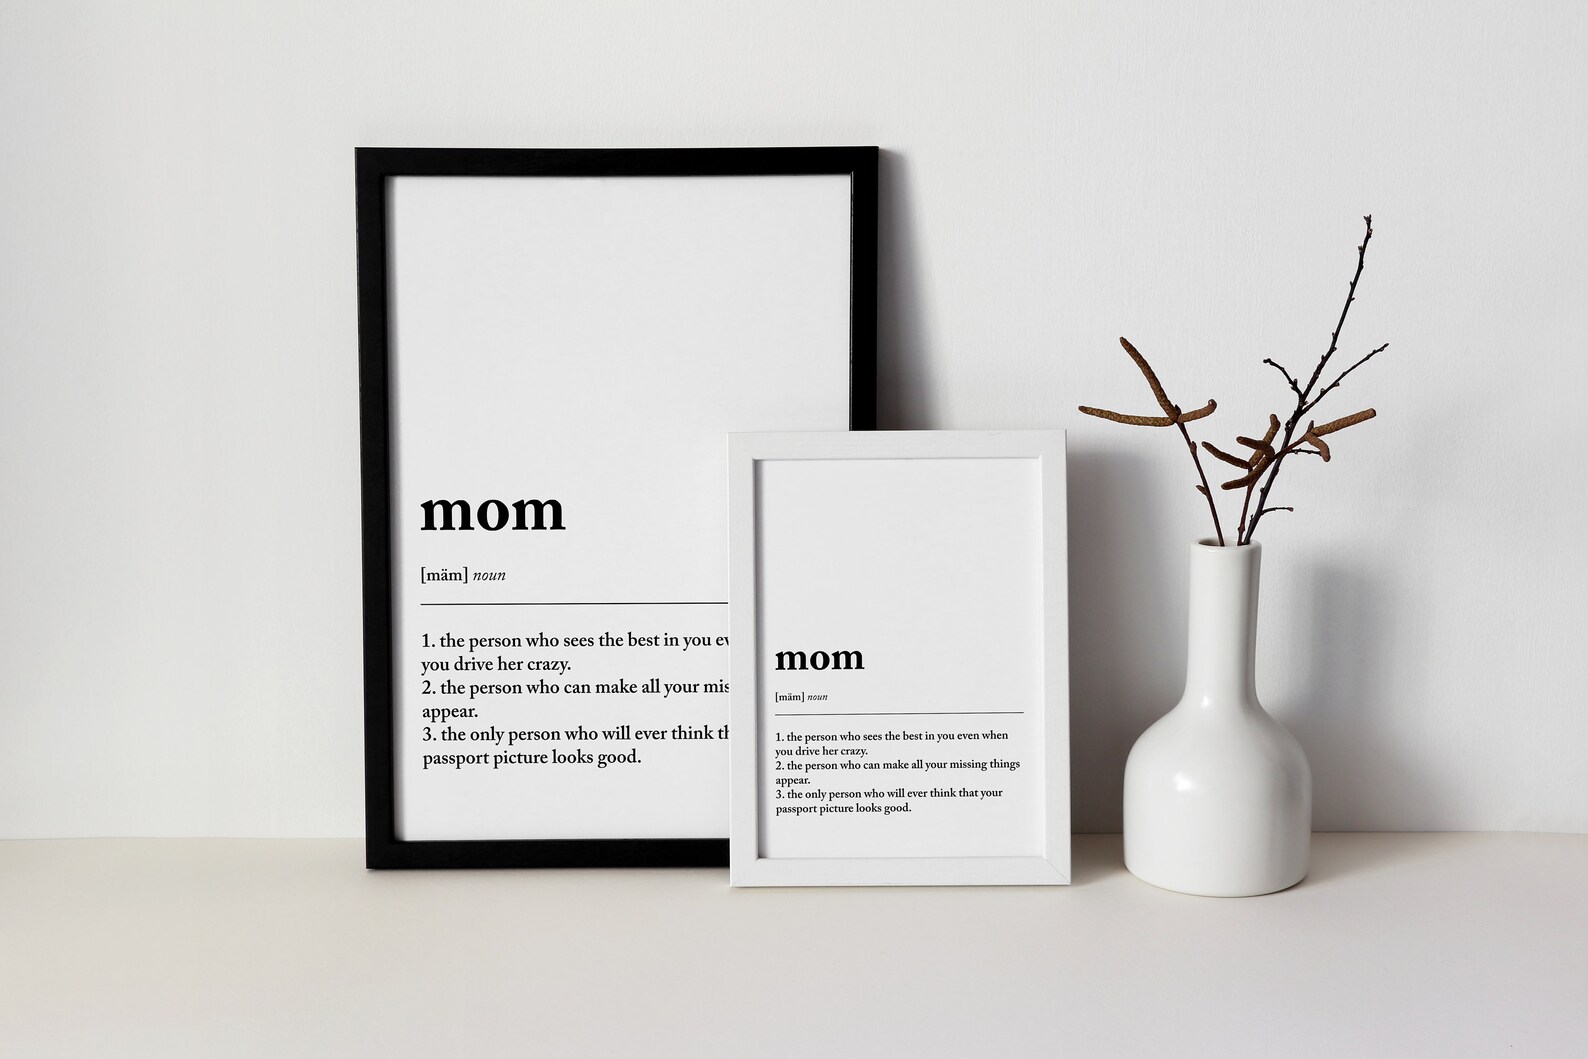 mom
[mäm] noun
1. the person who sees the best in you
you drive her crazy.
2. the person who can make all your
appear.
3. the only person who will ever think
passport picture looks good.
mom
[mäm] noun
1. the person who sees the best in you even when
you drive her crazy.
2. the person who can make all your missing things
appear.
3. the only person who will ever think that your
passport picture looks good.